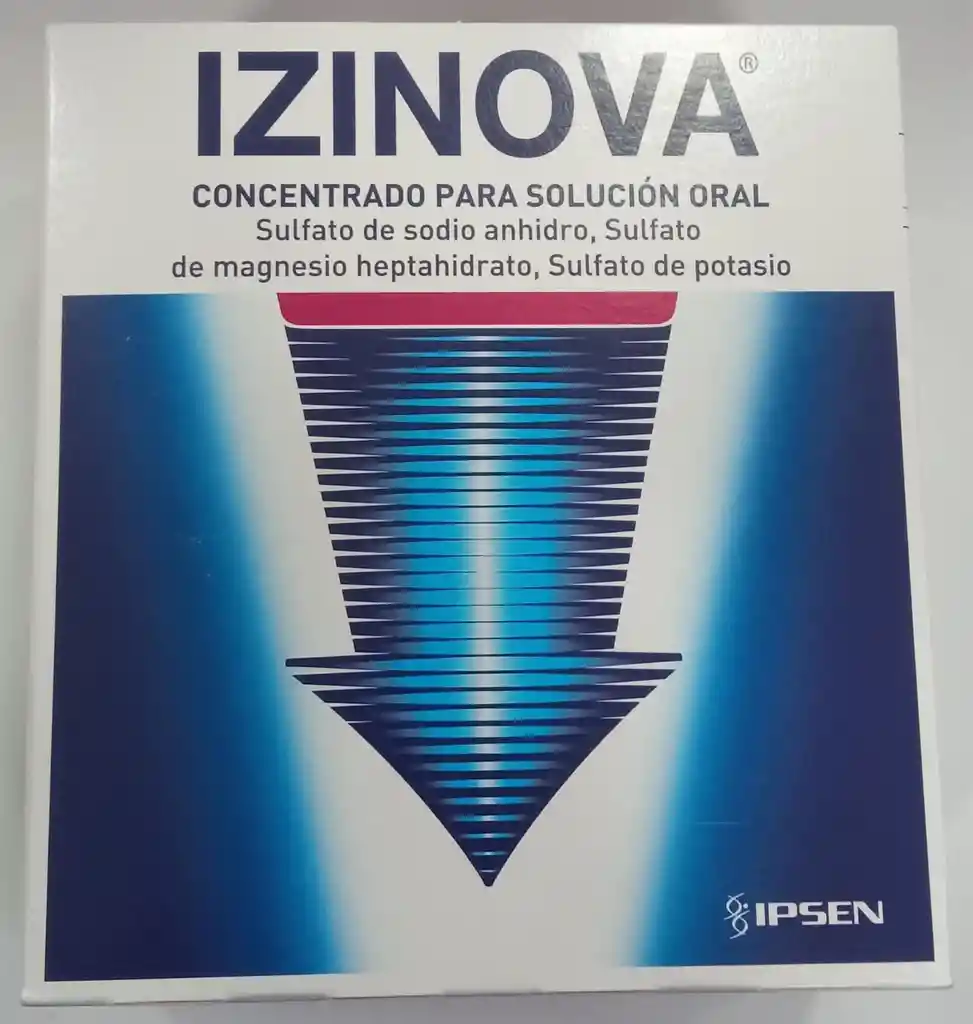 IZINOVA®
CONCENTRADO PARA SOLUCIÓN ORAL
Sulfato de sodio anhidro, Sulfato
de magnesio heptahidrato, Sulfato de potasio
IPSEN